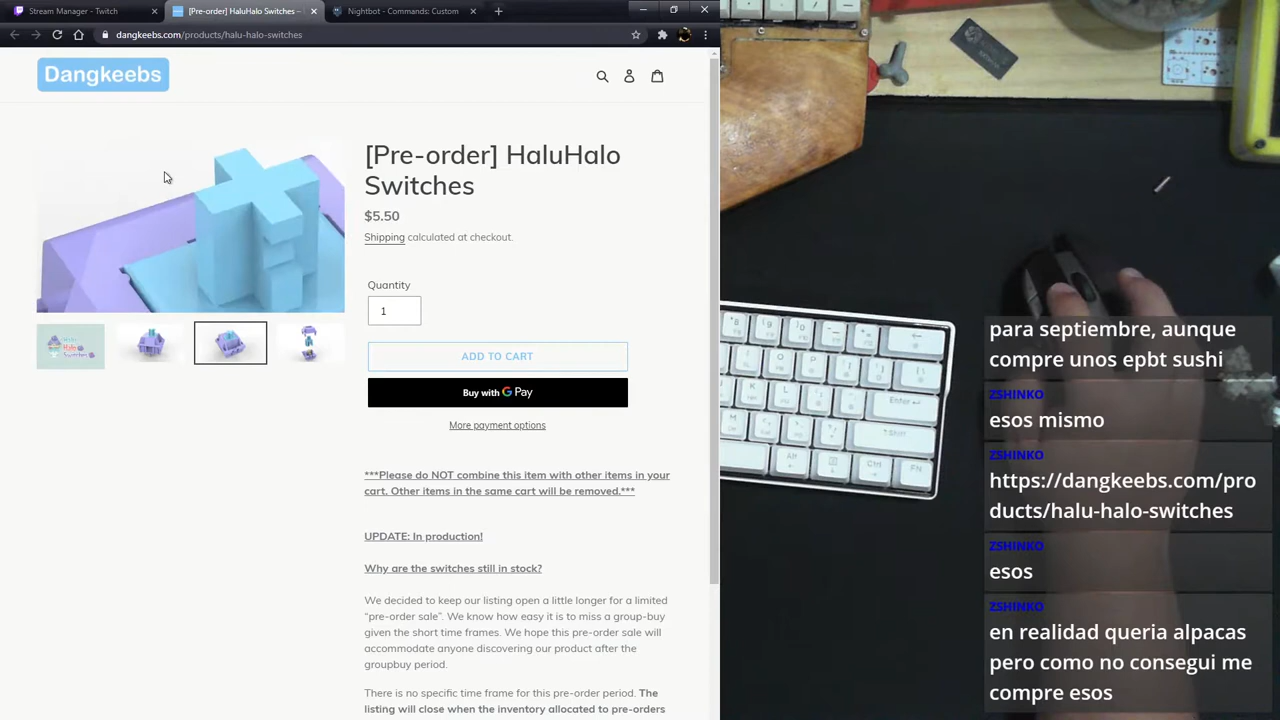 Stream Manager - Twitch
[Pre-order] HaluHalo Switches –
Nightbot - Commands: Custom
dangkeebs.com/products/halu-halo-switches
Dangkeebs
[Pre-order] HaluHalo
Switches
$5.50
Shipping calculated at checkout.
Quantity
1
ADD TO CART
Buy with G Pay
More payment options
***Please do NOT combine this item with other items in your
cart. Other items in the same cart will be removed.***
UPDATE: In production!
Why are the switches still in stock?
We decided to keep our listing open a little longer for a limited
“pre-order sale”. We know how easy it is to miss a group-buy
given the short time frames. We hope this pre-order sale will
accommodate anyone discovering our product after the
groupbuy period.
There is no specific time frame for this pre-order period. The
listing will close when the inventory allocated to pre-orders
Enter
Shift
Alt
Ctrl
FN
para septiembre, aunque
compre unos epbt sushi
ZSHINKO
esos mismo
ZSHINKO
https://dangkeebs.com/pro
ducts/halu-halo-switches
ZSHINKO
esos
ZSHINKO
en realidad queria alpacas
pero como no consegui me
compre esos